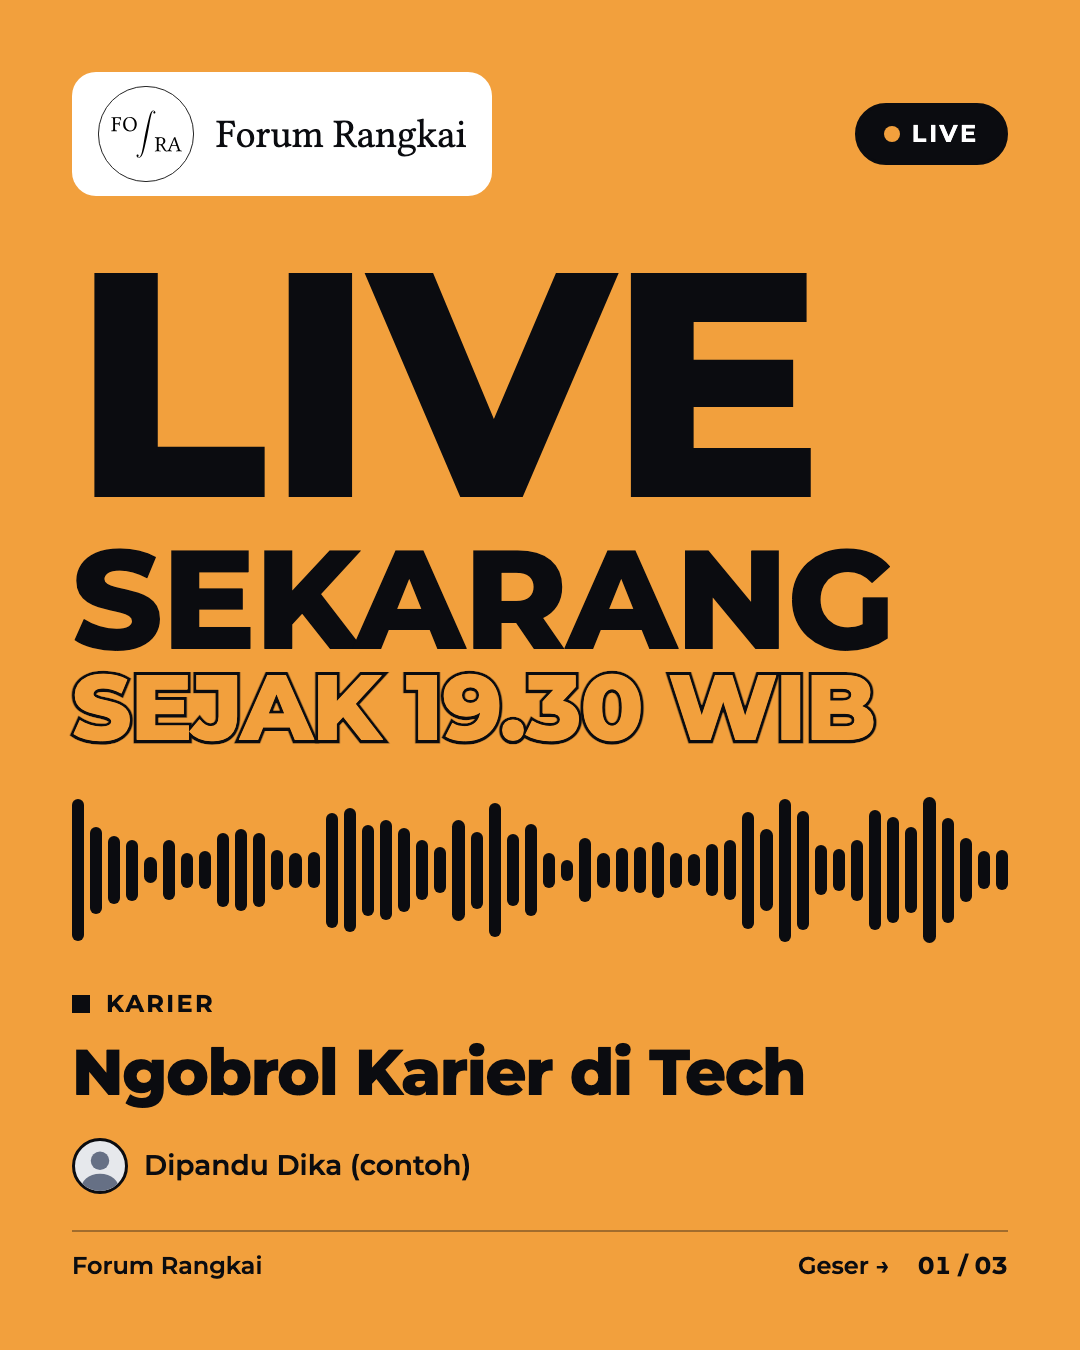 FO RA
Forum Rangkai
LIVE
LIVE
SEKARANG
SEJAK 19.30 WIB
KARIER
Ngobrol Karier di Tech
Dipandu Dika (contoh)
Forum Rangkai
Geser → 01 / 03